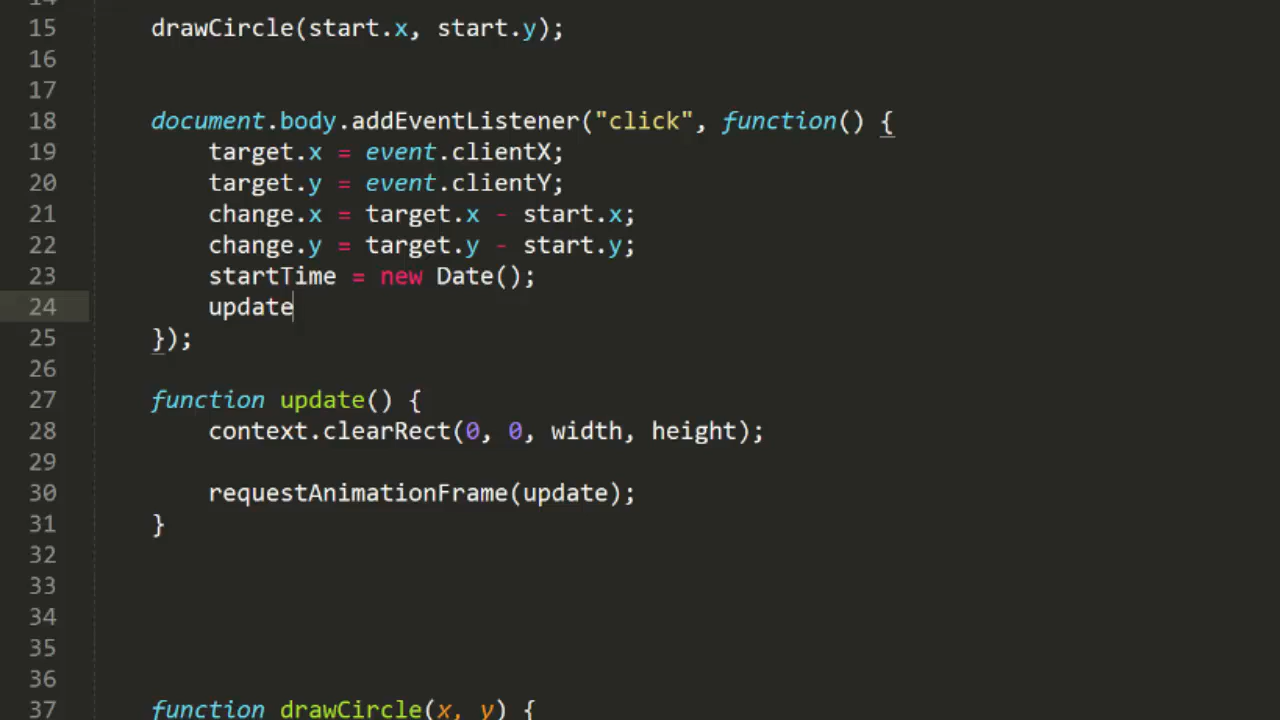 14
15 drawCircle(start.x, start.y);
16
17
18 document.body.addEventListener("click", function() {
19 target.x = event.clientX;
20 target.y = event.clientY;
21 change.x = target.x - start.x;
22 change.y = target.y - start.y;
23 startTime = new Date();
24 update
25 });
26
27 function update() {
28 context.clearRect(0, 0, width, height);
29
30 requestAnimationFrame(update);
31 }
32
33
34
35
36
37 function drawCircle(x, y) {